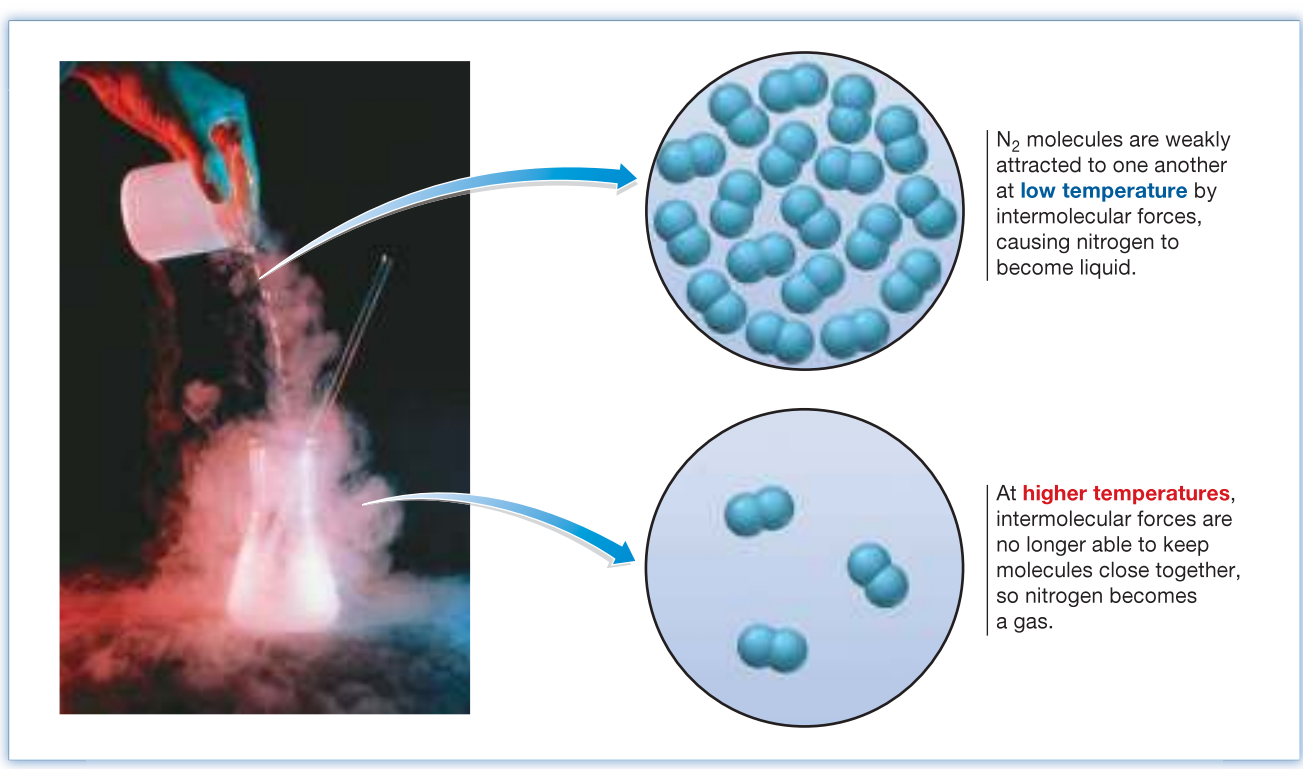 N₂ molecules are weakly
attracted to one another
at low temperature by
intermolecular forces,
causing nitrogen to
become liquid.
At higher temperatures,
intermolecular forces are
no longer able to keep
molecules close together,
so nitrogen becomes
a gas.